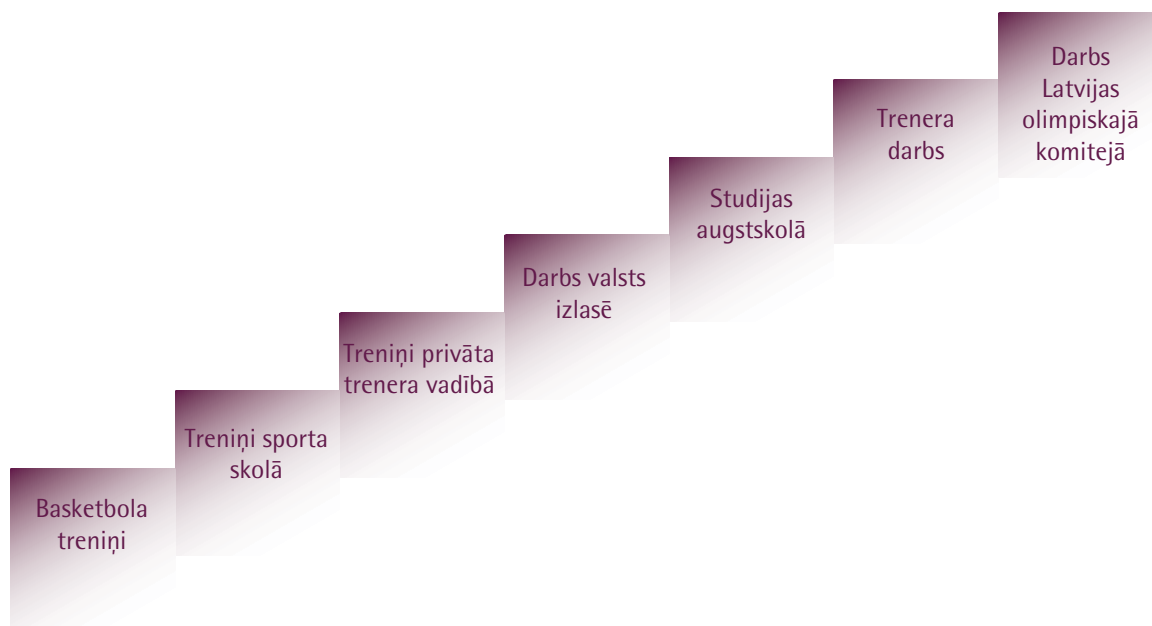 Basketbola
treniņi
Treniņi sporta
skolā
Treniņi privāta
trenera vadībā
Darbs valsts
izlasē
Studijas
augstskolā
Trenera
darbs
Darbs
Latvijas
olimpiskajā
komitejā